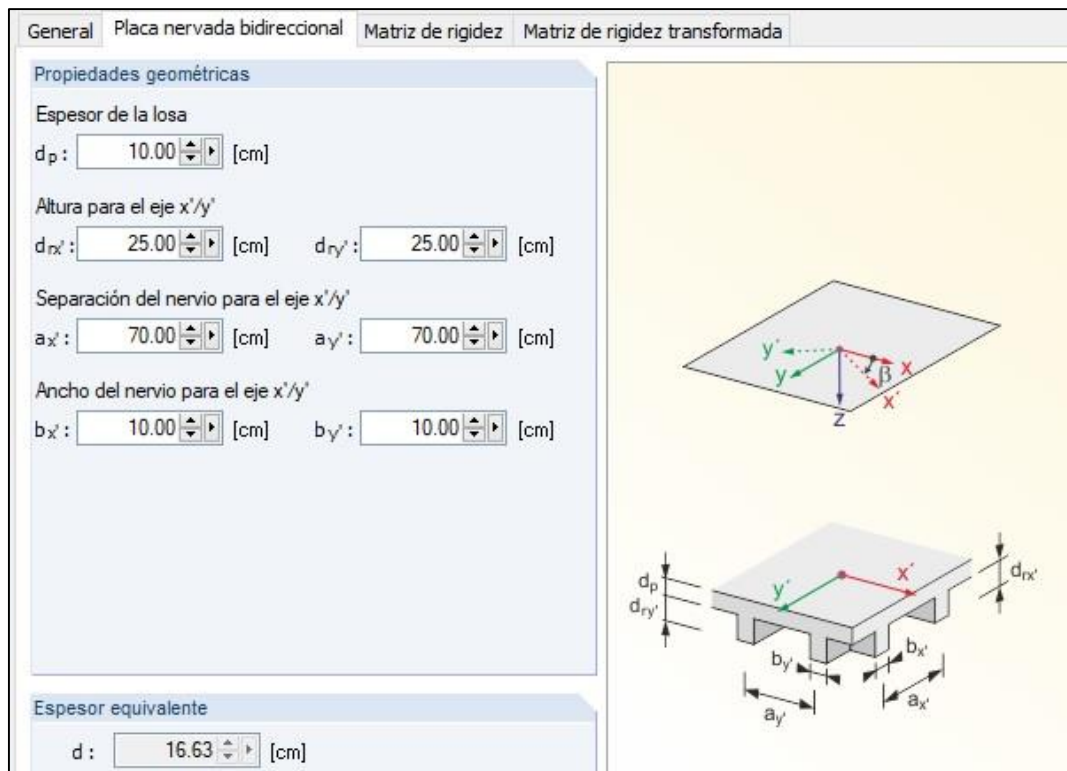 General Placa nervada bidireccional Matriz de rigidez Matriz de rigidez transformada
Propiedades geométricas
Espesor de la losa
dp: 10.00 [cm]
Altura para el eje x'/y'
drx': 25.00 [cm] dry': 25.00 [cm]
Separación del nervio para el eje x'/y'
ax': 70.00 [cm] ay': 70.00 [cm]
Ancho del nervio para el eje x'/y'
bx': 10.00 [cm] by': 10.00 [cm]
Espesor equivalente
d: 16.63 [cm]
y´ x
y β
x´
z
dp x´ drx'
dry' y´
by' bx'
ay' ax'